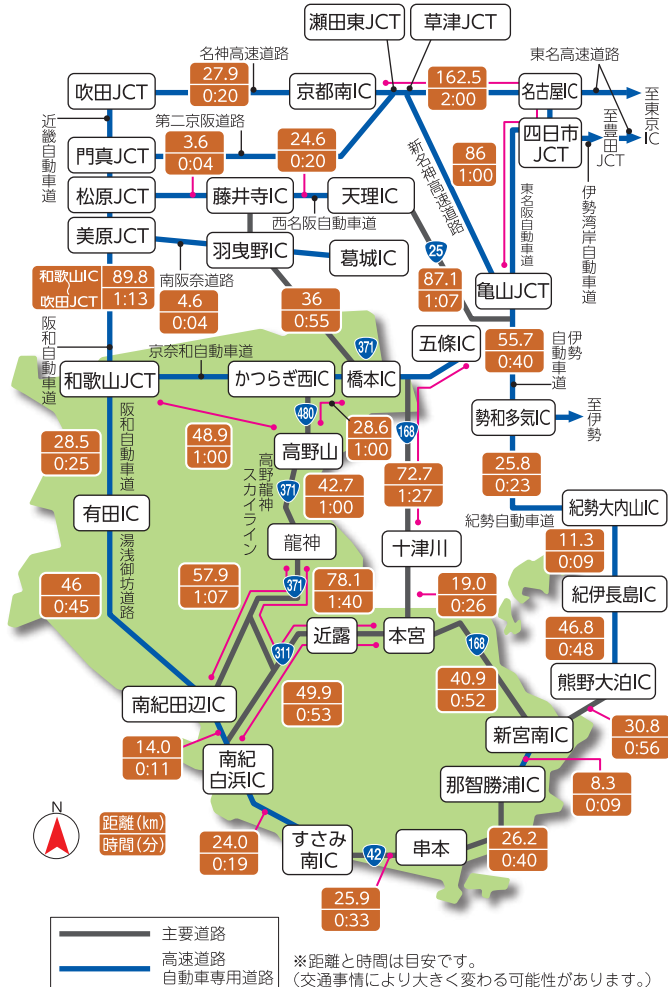 瀬田東JCT
草津JCT
名神高速道路
27.9
0:20
162.5
2:00
東名高速道路
吹田JCT
京都南IC
名古屋IC
至東京IC
近畿自動車道
第二京阪道路
3.6
0:04
24.6
0:20
86
1:00
四日市
JCT
至豊田JCT
門真JCT
新名神高速道路
東名阪自動車道
伊勢湾岸自動車道
松原JCT
藤井寺IC
天理IC
西名阪自動車道
美原JCT
羽曳野IC
葛城IC
25
和歌山IC
~
吹田JCT
89.8
1:13
南阪奈道路
4.6
0:04
36
0:55
87.1
1:07
亀山JCT
阪和自動車道
京奈和自動車道
371
五條IC
55.7
0:40
伊勢自動車道
和歌山JCT
かつらぎ西IC
橋本IC
勢和多気IC
至伊勢
阪和自動車道
480
28.6
1:00
168
28.5
0:25
48.9
1:00
高野山
25.8
0:23
高野龍神
スカイライン
371
42.7
1:00
72.7
1:27
有田IC
紀勢自動車道
紀勢大内山IC
湯浅御坊道路
龍神
十津川
11.3
0:09
46
0:45
57.9
1:07
371
78.1
1:40
19.0
0:26
紀伊長島IC
311
近露
本宮
168
46.8
0:48
南紀田辺IC
49.9
0:53
40.9
0:52
熊野大泊IC
14.0
0:11
南紀
白浜IC
新宮南IC
30.8
0:56
那智勝浦IC
8.3
0:09
N
距離(km)
時間(分)
24.0
0:19
すさみ
南IC
42
串本
26.2
0:40
25.9
0:33
主要道路
高速道路
自動車専用道路
※距離と時間は目安です。
(交通事情により大きく変わる可能性があります。)